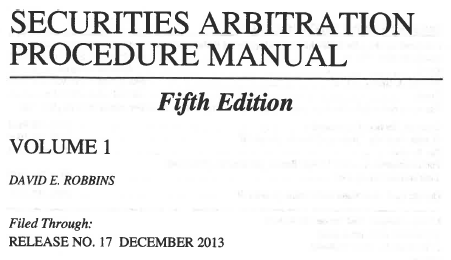 SECURITIES ARBITRATION
PROCEDURE MANUAL
Fifth Edition
VOLUME 1
DAVID E. ROBBINS
Filed Through:
RELEASE NO. 17 DECEMBER 2013